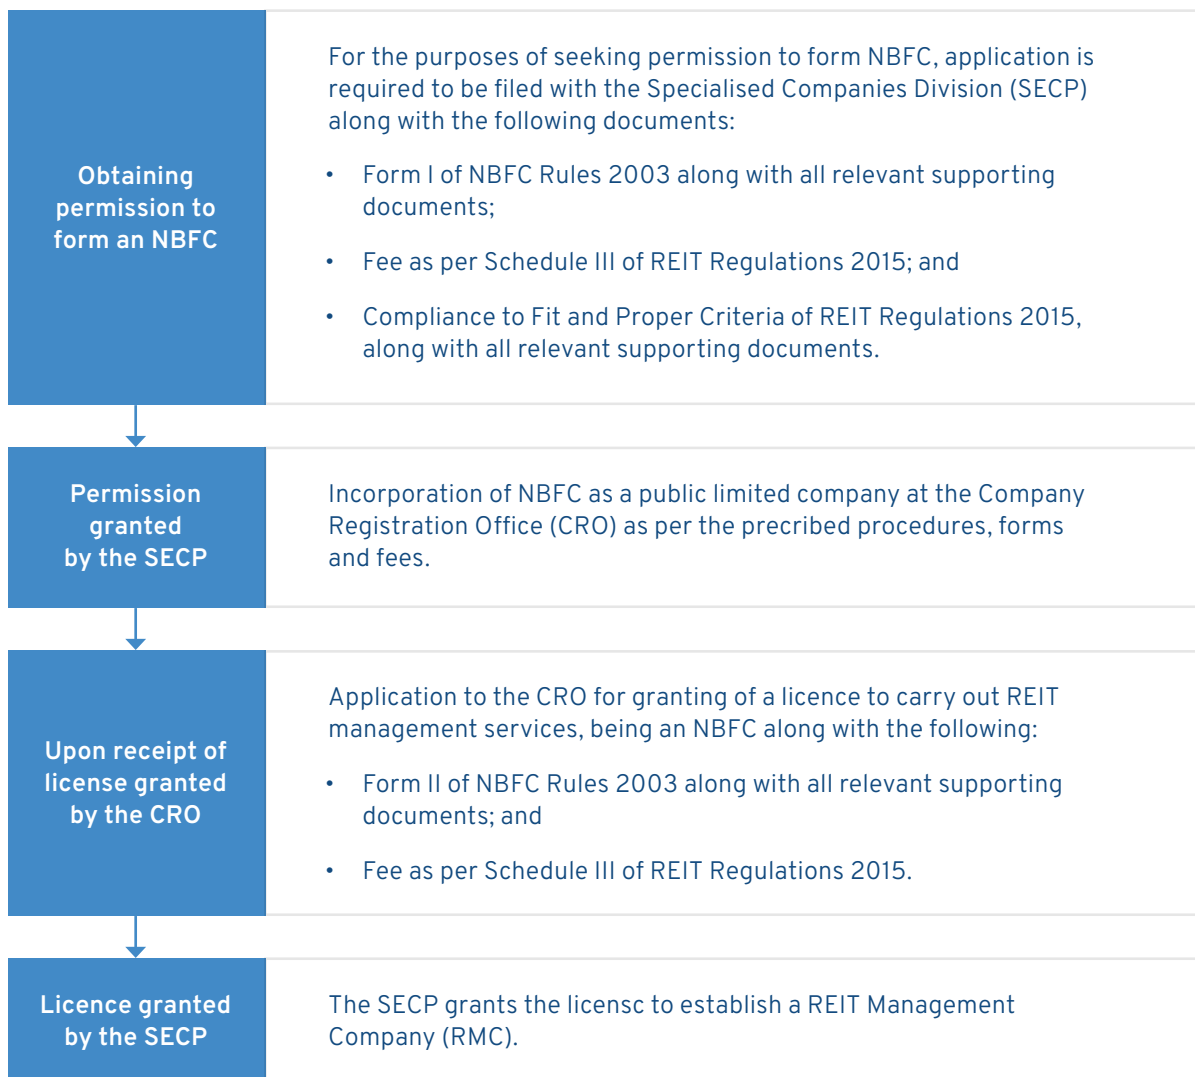 Obtaining
permission to
form an NBFC
For the purposes of seeking permission to form NBFC, application is
required to be filed with the Specialised Companies Division (SECP)
along with the following documents:
• Form I of NBFC Rules 2003 along with all relevant supporting
documents;
• Fee as per Schedule III of REIT Regulations 2015; and
• Compliance to Fit and Proper Criteria of REIT Regulations 2015,
along with all relevant supporting documents.
Permission
granted
by the SECP
Incorporation of NBFC as a public limited company at the Company
Registration Office (CRO) as per the precribed procedures, forms
and fees.
Upon receipt of
license granted
by the CRO
Application to the CRO for granting of a licence to carry out REIT
management services, being an NBFC along with the following:
• Form II of NBFC Rules 2003 along with all relevant supporting
documents; and
• Fee as per Schedule III of REIT Regulations 2015.
Licence granted
by the SECP
The SECP grants the licensc to establish a REIT Management
Company (RMC).